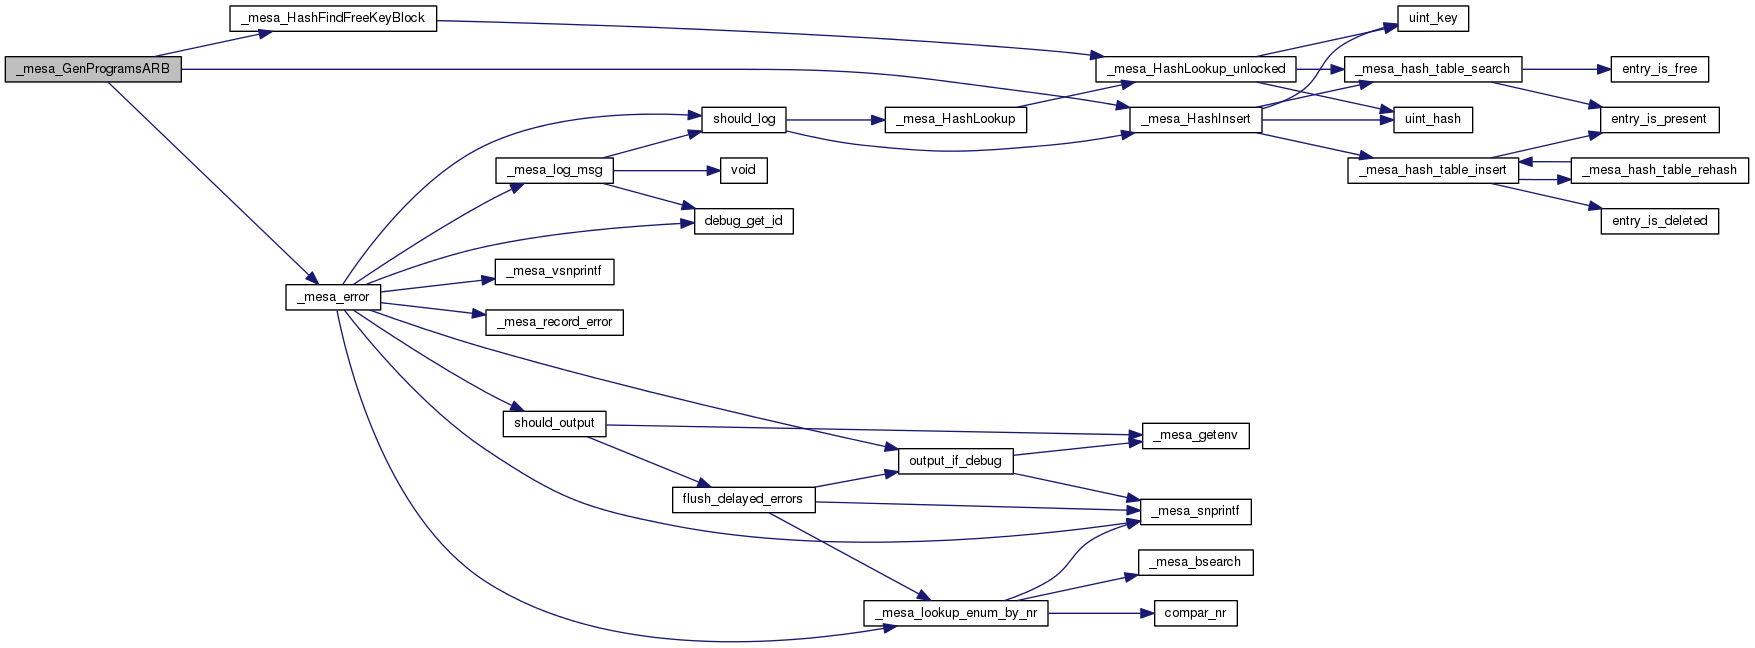 _mesa_HashFindFreeKeyBlock
uint_key
_mesa_GenProgramsARB
_mesa_HashLookup_unlocked
_mesa_hash_table_search
entry_is_free
should_log
_mesa_HashLookup
_mesa_HashInsert
uint_hash
entry_is_present
_mesa_log_msg
void
_mesa_hash_table_insert
_mesa_hash_table_rehash
debug_get_id
entry_is_deleted
_mesa_vsnprintf
_mesa_error
_mesa_record_error
should_output
_mesa_getenv
output_if_debug
flush_delayed_errors
_mesa_snprintf
_mesa_bsearch
_mesa_lookup_enum_by_nr
compar_nr